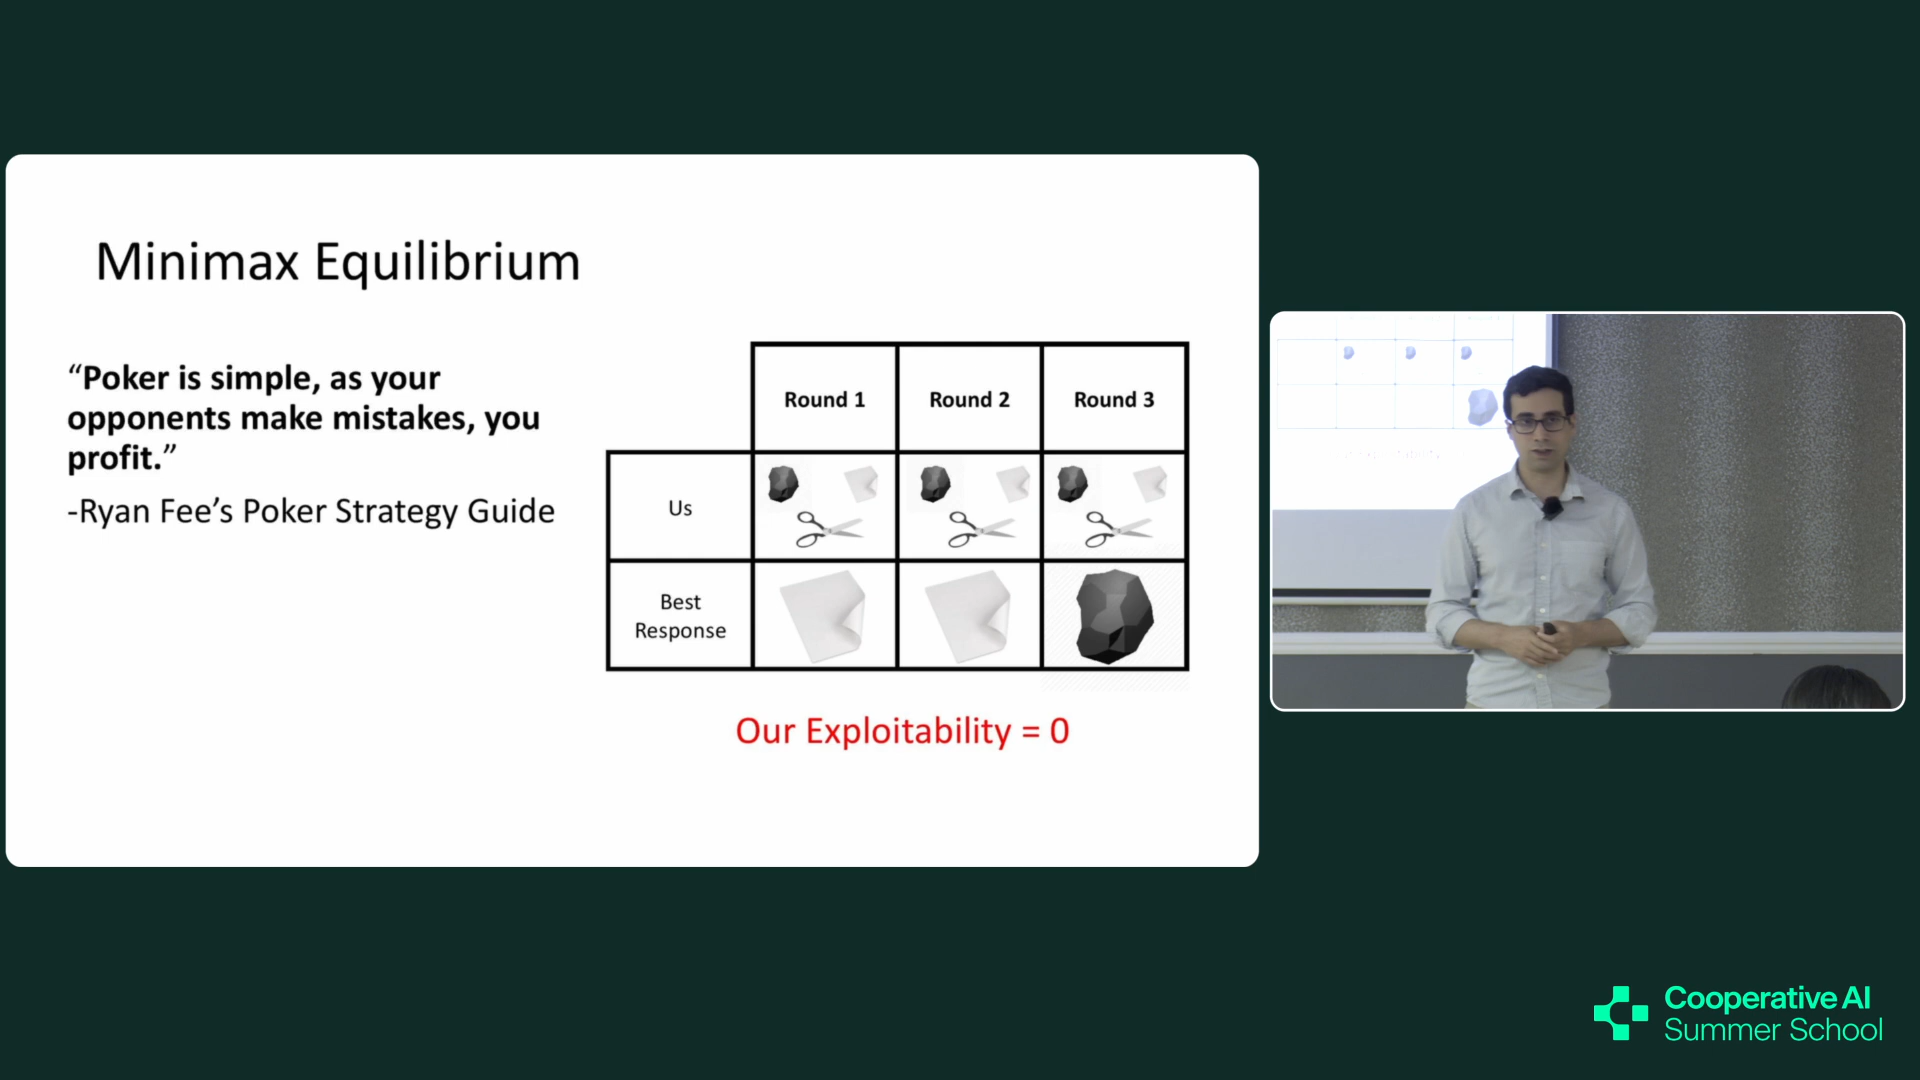 Minimax Equilibrium
“Poker is simple, as your
opponents make mistakes, you
profit.”
-Ryan Fee’s Poker Strategy Guide
Round 1
Round 2
Round 3
Us
Best
Response
Our Exploitability = 0
Cooperative AI
Summer School